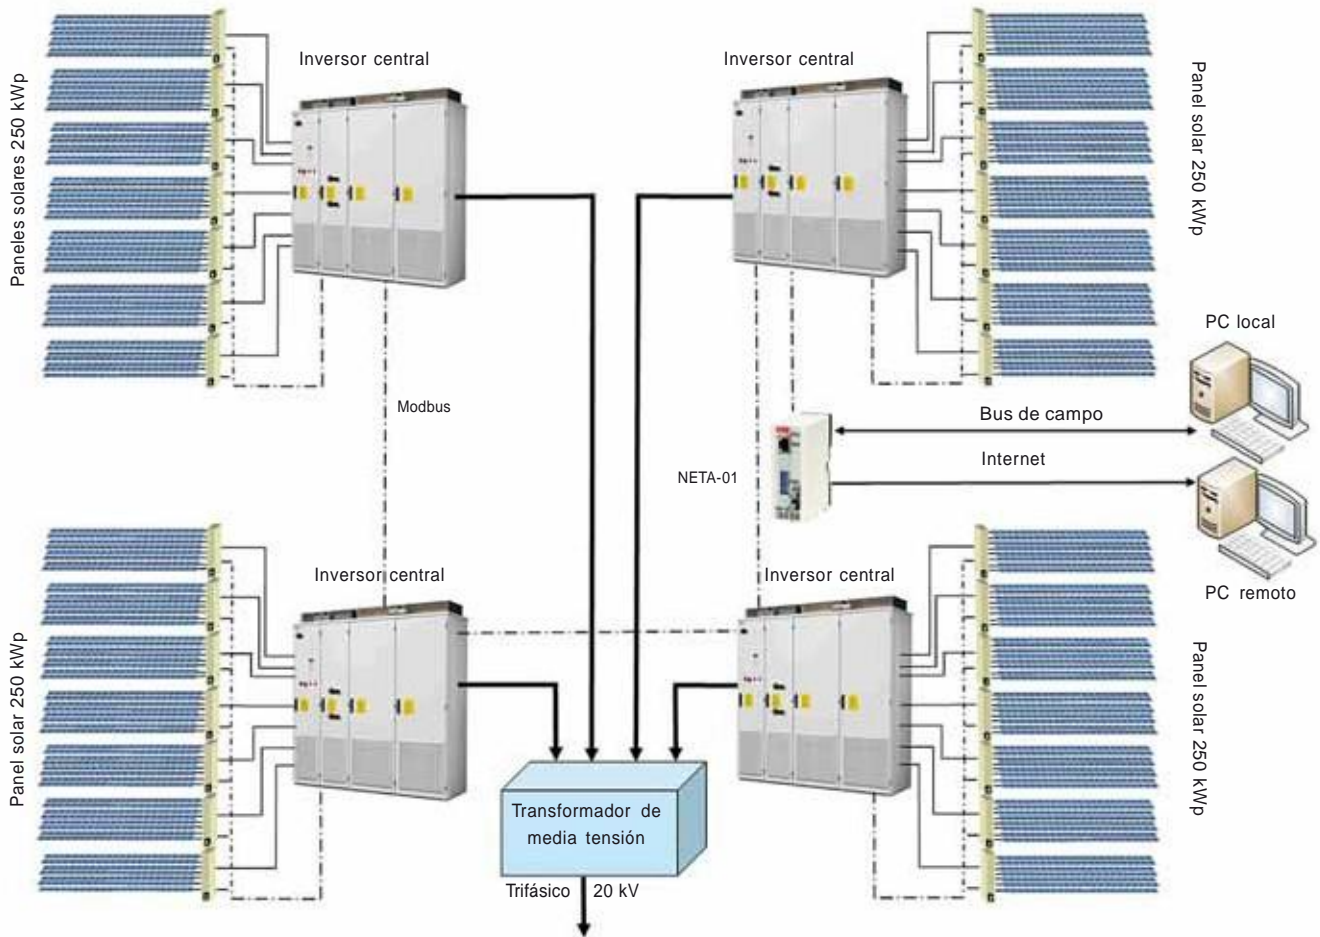 Inversor central
Inversor central
Paneles solares 250 kWp
Panel solar 250 kWp
PC local
Modbus
Bus de campo
Internet
NETA-01
PC remoto
Inversor central
Inversor central
Panel solar 250 kWp
Panel solar 250 kWp
Transformador de
media tensión
Trifásico 20 kV